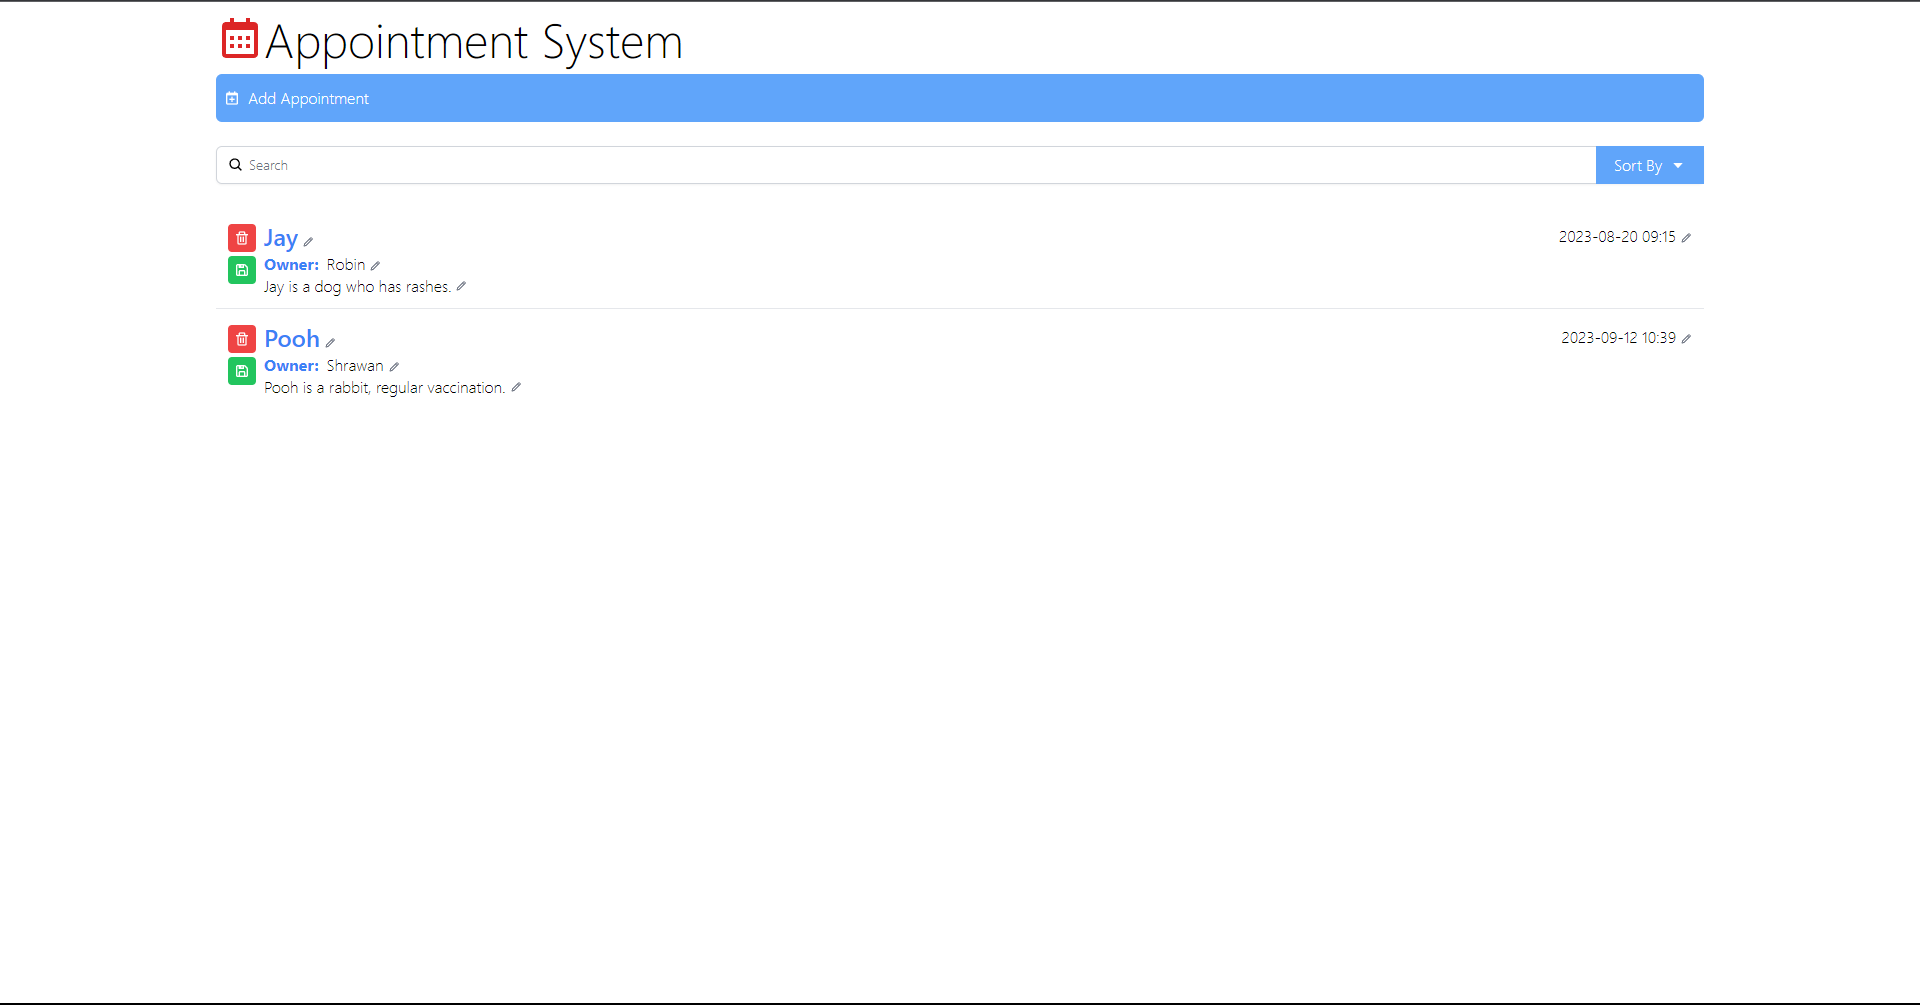 Appointment System
Add Appointment
Search
Sort By
Jay
2023-08-20 09:15
Owner: Robin
Jay is a dog who has rashes.
Pooh
2023-09-12 10:39
Owner: Shrawan
Pooh is a rabbit, regular vaccination.